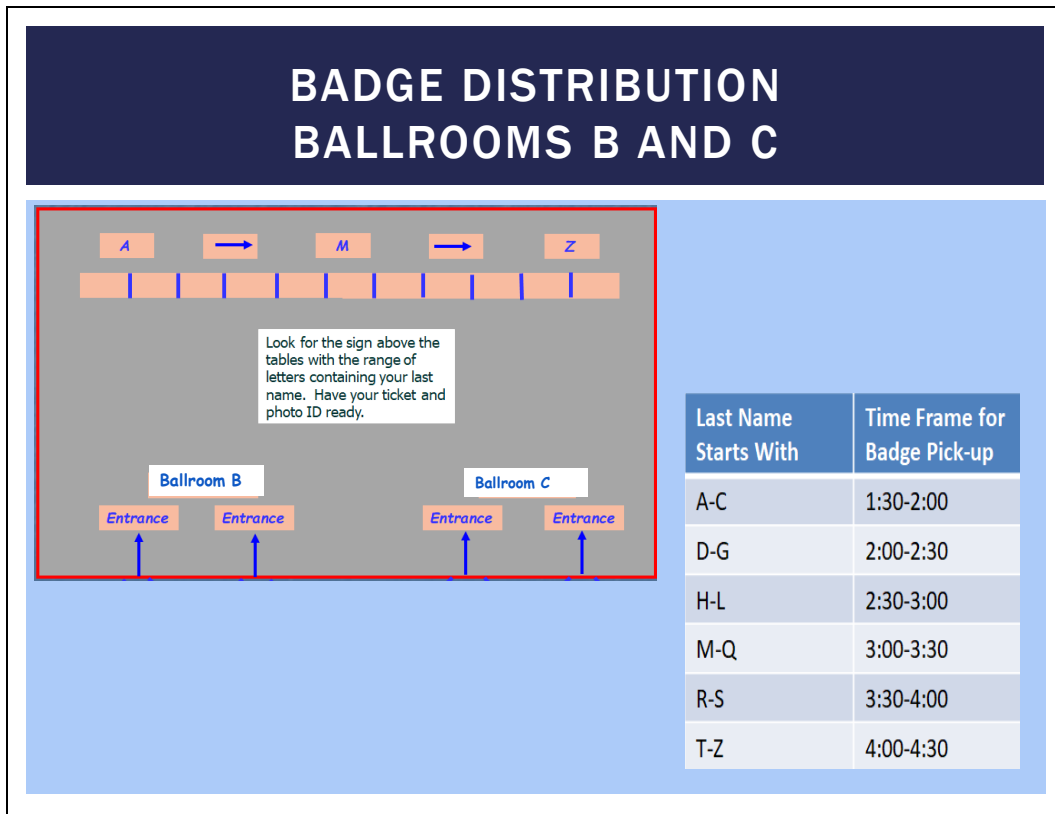 BADGE DISTRIBUTION
BALLROOMS B AND C
A
M
Z
Look for the sign above the
tables with the range of
letters containing your last
name. Have your ticket and
photo ID ready.
Ballroom B
Ballroom C
Entrance
Entrance
Entrance
Entrance
Last Name Starts With
Time Frame for Badge Pick-up
A-C 1:30-2:00
D-G 2:00-2:30
H-L 2:30-3:00
M-Q 3:00-3:30
R-S 3:30-4:00
T-Z 4:00-4:30